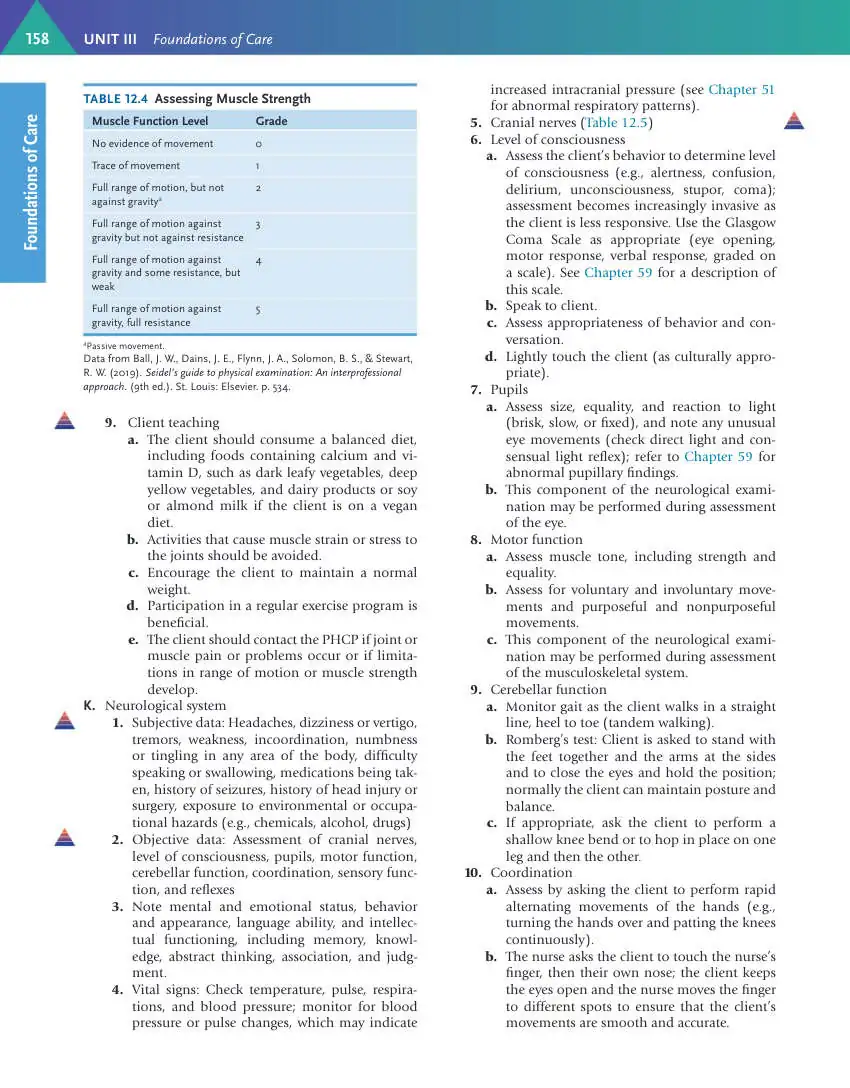 158 UNIT III Foundations of Care
Foundations of Care
TABLE 12.4 Assessing Muscle Strength
Muscle Function Level Grade
No evidence of movement 0
Trace of movement 1
Full range of motion, but not 2
against gravityᵃ
Full range of motion against 3
gravity but not against resistance
Full range of motion against 4
gravity and some resistance, but
weak
Full range of motion against 5
gravity, full resistance
ᵃPassive movement.
Data from Ball, J. W., Dains, J. E., Flynn, J. A., Solomon, B. S., & Stewart,
R. W. (2019). Seidel's guide to physical examination: An interprofessional
approach. (9th ed.). St. Louis: Elsevier. p. 534.
9. Client teaching
a. The client should consume a balanced diet,
including foods containing calcium and vi-
tamin D, such as dark leafy vegetables, deep
yellow vegetables, and dairy products or soy
or almond milk if the client is on a vegan
diet.
b. Activities that cause muscle strain or stress to
the joints should be avoided.
c. Encourage the client to maintain a normal
weight.
d. Participation in a regular exercise program is
beneficial.
e. The client should contact the PHCP if joint or
muscle pain or problems occur or if limita-
tions in range of motion or muscle strength
develop.
K. Neurological system
1. Subjective data: Headaches, dizziness or vertigo,
tremors, weakness, incoordination, numbness
or tingling in any area of the body, difficulty
speaking or swallowing, medications being tak-
en, history of seizures, history of head injury or
surgery, exposure to environmental or occupa-
tional hazards (e.g., chemicals, alcohol, drugs)
2. Objective data: Assessment of cranial nerves,
level of consciousness, pupils, motor function,
cerebellar function, coordination, sensory func-
tion, and reflexes
3. Note mental and emotional status, behavior
and appearance, language ability, and intellec-
tual functioning, including memory, knowl-
edge, abstract thinking, association, and judg-
ment.
4. Vital signs: Check temperature, pulse, respira-
tions, and blood pressure; monitor for blood
pressure or pulse changes, which may indicate
increased intracranial pressure (see Chapter 51
for abnormal respiratory patterns).
5. Cranial nerves (Table 12.5)
6. Level of consciousness
a. Assess the client's behavior to determine level
of consciousness (e.g., alertness, confusion,
delirium, unconsciousness, stupor, coma);
assessment becomes increasingly invasive as
the client is less responsive. Use the Glasgow
Coma Scale as appropriate (eye opening,
motor response, verbal response, graded on
a scale). See Chapter 59 for a description of
this scale.
b. Speak to client.
c. Assess appropriateness of behavior and con-
versation.
d. Lightly touch the client (as culturally appro-
priate).
7. Pupils
a. Assess size, equality, and reaction to light
(brisk, slow, or fixed), and note any unusual
eye movements (check direct light and con-
sensual light reflex); refer to Chapter 59 for
abnormal pupillary findings.
b. This component of the neurological exami-
nation may be performed during assessment
of the eye.
8. Motor function
a. Assess muscle tone, including strength and
equality.
b. Assess for voluntary and involuntary move-
ments and purposeful and nonpurposeful
movements.
c. This component of the neurological exami-
nation may be performed during assessment
of the musculoskeletal system.
9. Cerebellar function
a. Monitor gait as the client walks in a straight
line, heel to toe (tandem walking).
b. Romberg's test: Client is asked to stand with
the feet together and the arms at the sides
and to close the eyes and hold the position;
normally the client can maintain posture and
balance.
c. If appropriate, ask the client to perform a
shallow knee bend or to hop in place on one
leg and then the other.
10. Coordination
a. Assess by asking the client to perform rapid
alternating movements of the hands (e.g.,
turning the hands over and patting the knees
continuously).
b. The nurse asks the client to touch the nurse's
finger, then their own nose; the client keeps
the eyes open and the nurse moves the finger
to different spots to ensure that the client's
movements are smooth and accurate.